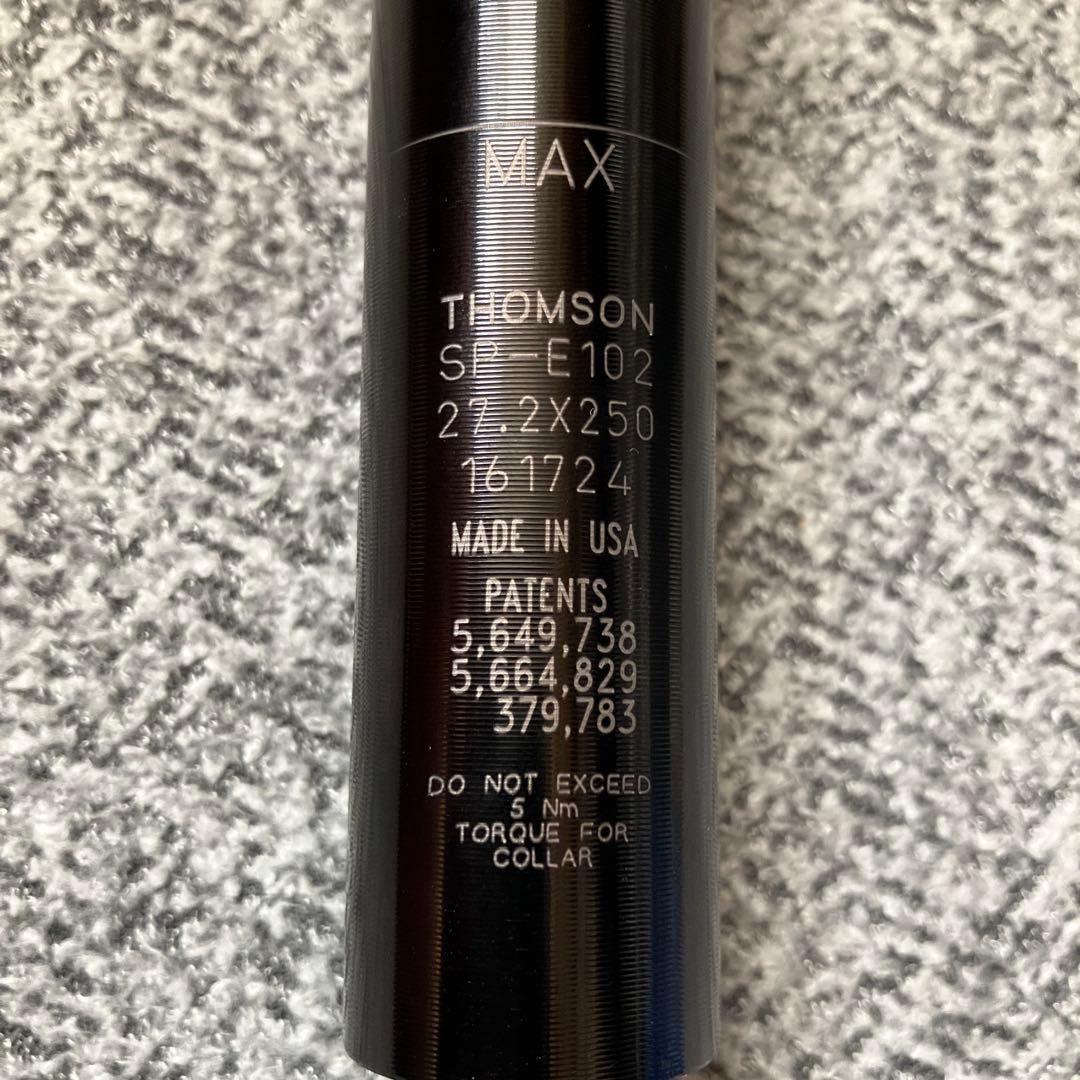 MAX
THOMSON
SP-E102
27.2X250
161724
MADE IN USA
PATENTS
5,649,738
5,664,829
379,783
DO NOT EXCEED
5 Nm
TORQUE FOR
COLLAR